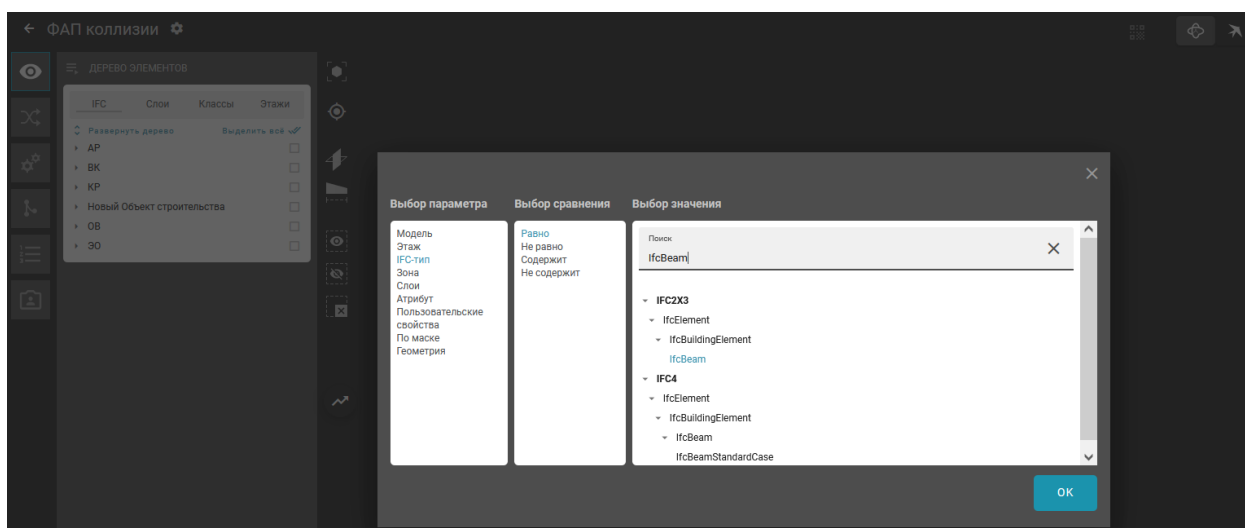 ФАП коллизии
ДЕРЕВО ЭЛЕМЕНТОВ
IFC Слои Классы Этажи
Развернуть дерево Выделить всё
АР
ВК
КР
Новый Объект строительства
ОВ
ЭО
Выбор параметра Выбор сравнения Выбор значения
Модель
Этаж
IFC-тип
Зона
Слои
Атрибут
Пользовательские
свойства
По маске
Геометрия
Равно
Не равно
Содержит
Не содержит
Поиск
IfcBeam
IFC2X3
IfcElement
IfcBuildingElement
IfcBeam
IFC4
IfcElement
IfcBuildingElement
IfcBeam
IfcBeamStandardCase
ОК